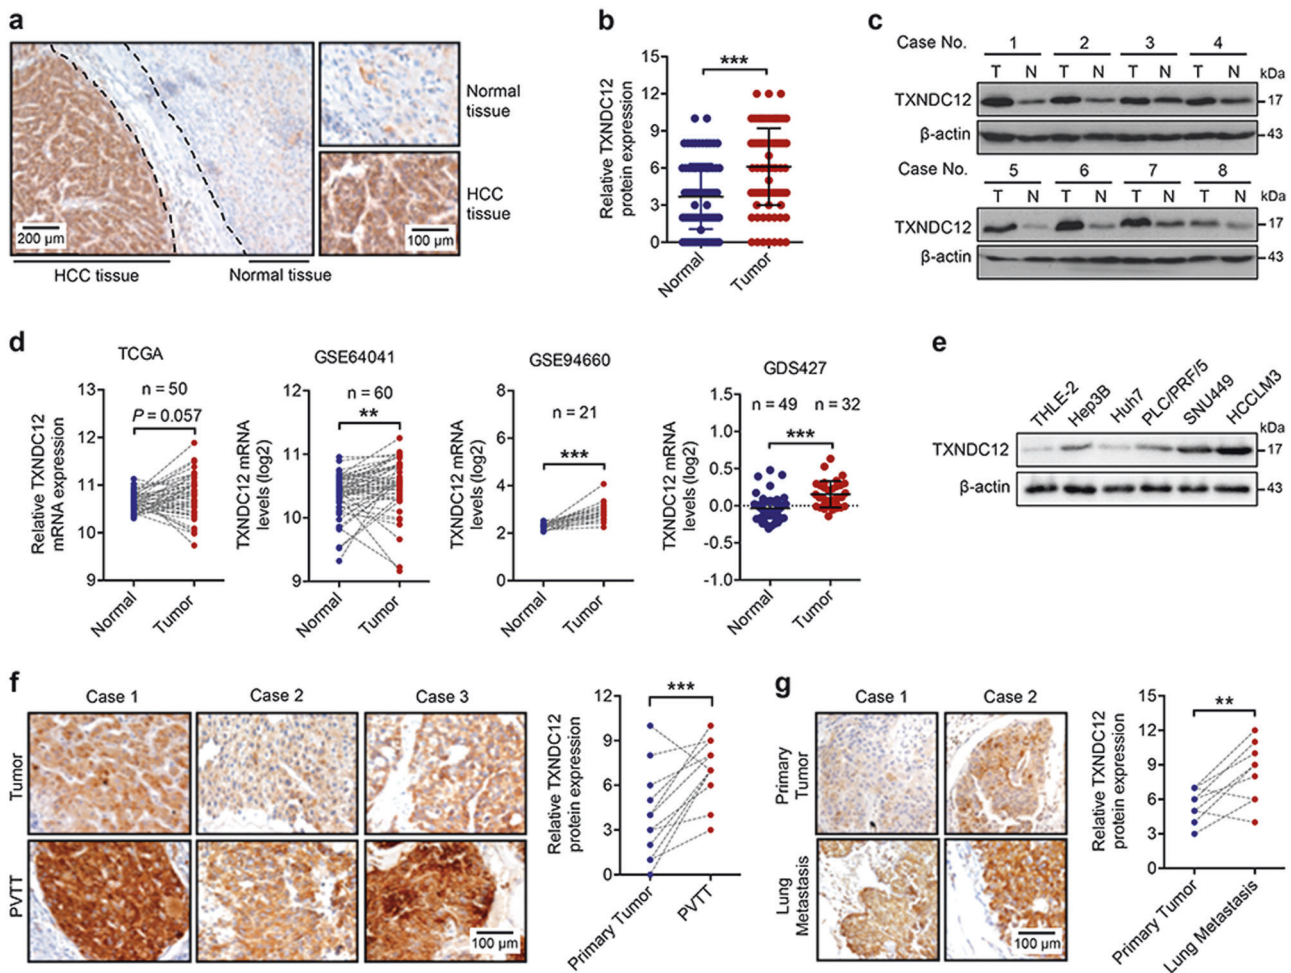 a
Normal
tissue
HCC
tissue
200 µm
100 µm
HCC tissue
Normal tissue
b
Relative TXNDC12
protein expression
15
12
9
6
3
0
***
Normal
Tumor
c
Case No. 1 2 3 4
T N T N T N T N kDa
TXNDC12 17
β-actin 43
Case No. 5 6 7 8
T N T N T N T N kDa
TXNDC12 17
β-actin 43
d
TCGA
n = 50
P = 0.057
Relative TXNDC12
mRNA expression
13
12
11
10
9
Normal
Tumor
GSE64041
n = 60
**
TXNDC12 mRNA
levels (log2)
12
11
10
9
Normal
Tumor
GSE94660
n = 21
***
TXNDC12 mRNA
levels (log2)
8
6
4
2
0
Normal
Tumor
GDS427
n = 49 n = 32
***
TXNDC12 mRNA
levels (log2)
1.5
1.0
0.5
0.0
-0.5
-1.0
Normal
Tumor
e
THLE-2
Hep3B
Huh7
PLC/PRF/5
SNU449
HCCLM3
kDa
TXNDC12 17
β-actin 43
f
Case 1 Case 2 Case 3
Tumor
PVTT
100 µm
Relative TXNDC12
protein expression
12
9
6
3
0
***
Primary Tumor
PVTT
g
Case 1 Case 2
Primary
Tumor
Lung
Metastasis
100 µm
Relative TXNDC12
protein expression
15
12
9
6
3
0
**
Primary Tumor
Lung Metastasis